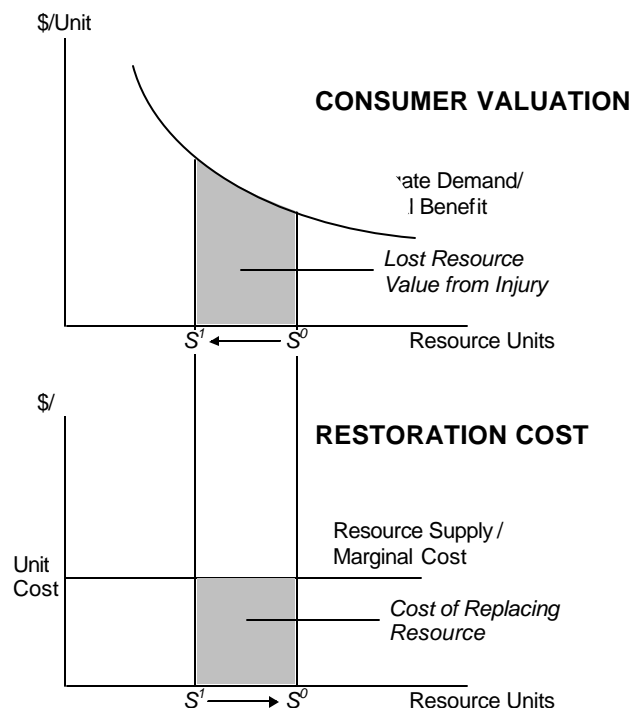 $/Unit
CONSUMER VALUATION
Demand/
Benefit
Lost Resource
Value from Injury
S¹ S⁰ Resource Units
$/
RESTORATION COST
Resource Supply /
Marginal Cost
Unit
Cost
Cost of Replacing
Resource
S¹ S⁰ Resource Units